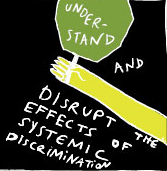 UNDER-
STAND
AND
DISRUPT THE
EFFECTS OF
SYSTEMIC
DISCRIMINATION